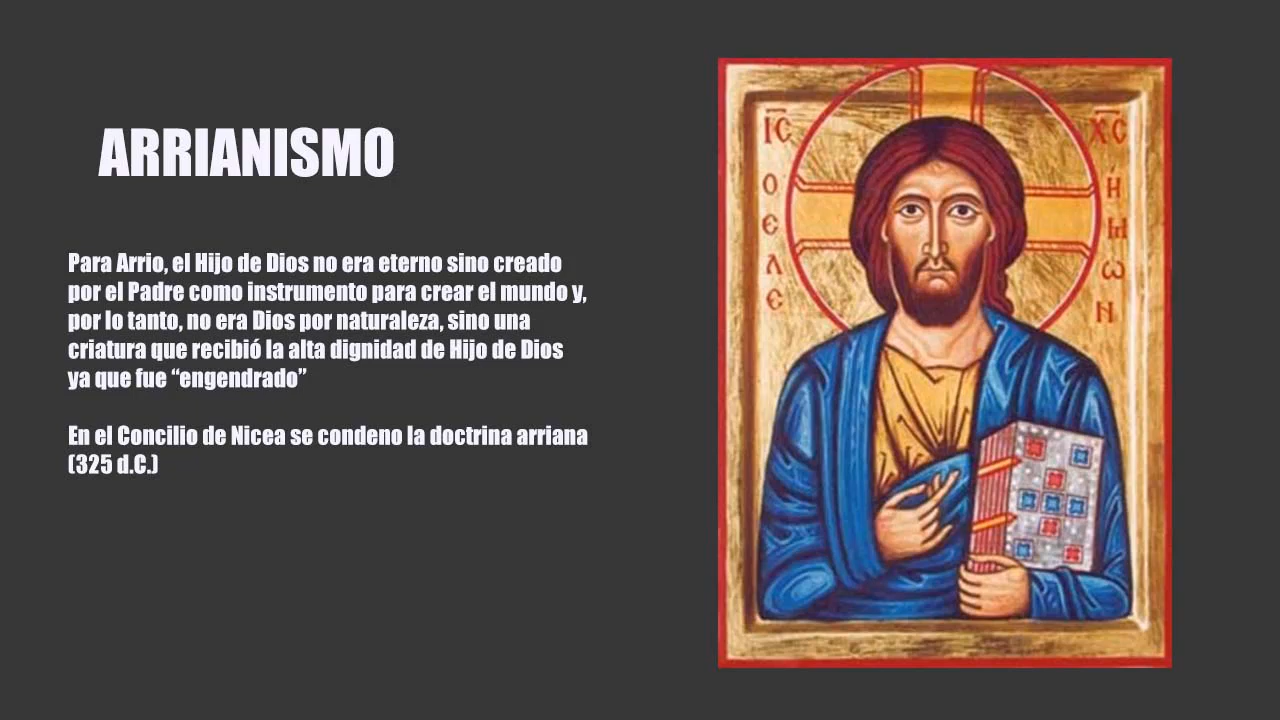 ARRIANISMO
Para Arrio, el Hijo de Dios no era eterno sino creado
por el Padre como instrumento para crear el mundo y,
por lo tanto, no era Dios por naturaleza, sino una
criatura que recibió la alta dignidad de Hijo de Dios
ya que fue “engendrado”
En el Concilio de Nicea se condeno la doctrina arriana
(325 d.C.)
IC
XC
Ο
Ε
Λ
Ε
Ἡ
Μ
ω
Ν